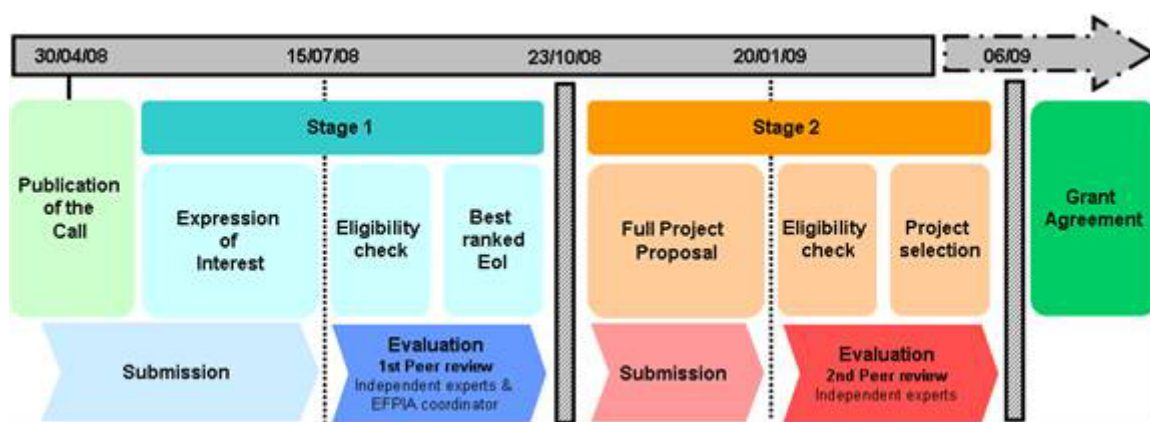 30/04/08
15/07/08
23/10/08
20/01/09
06/09
Stage 1
Stage 2
Publication
of the
Call
Expression
of
Interest
Eligibility
check
Best
ranked
EoI
Full Project
Proposal
Eligibility
check
Project
selection
Grant
Agreement
Submission
Evaluation
1st Peer review
Independent experts &
EFPIA coordinator
Submission
Evaluation
2nd Peer review
Independent experts